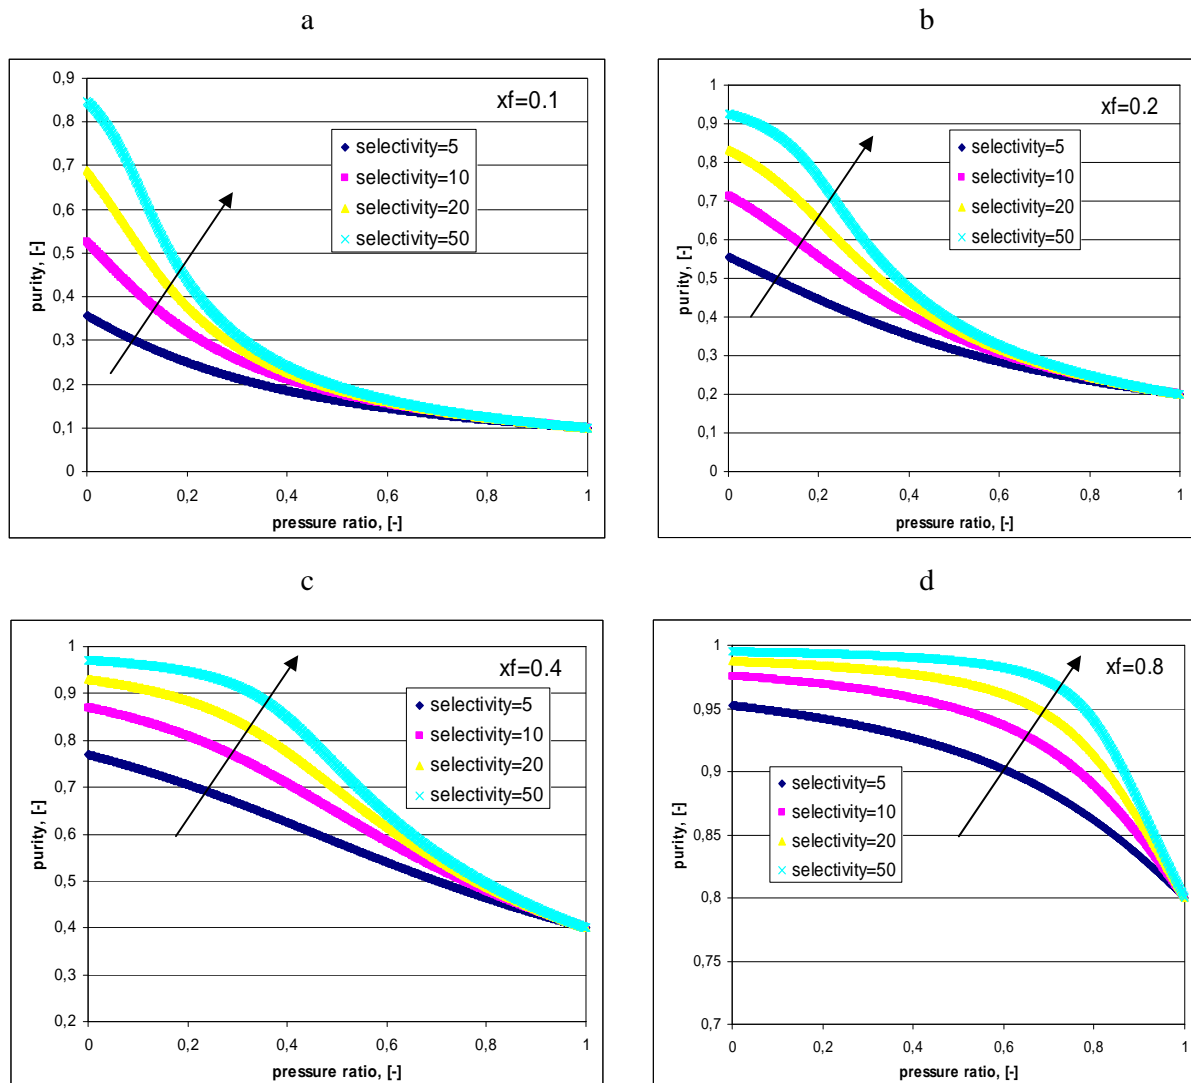 a
xf=0.1
selectivity=5
selectivity=10
selectivity=20
selectivity=50
purity, [-]
0,9
0,8
0,7
0,6
0,5
0,4
0,3
0,2
0,1
0
0 0,2 0,4 0,6 0,8 1
pressure ratio, [-]
b
xf=0.2
selectivity=5
selectivity=10
selectivity=20
selectivity=50
purity, [-]
1
0,9
0,8
0,7
0,6
0,5
0,4
0,3
0,2
0,1
0
0 0,2 0,4 0,6 0,8 1
pressure ratio, [-]
c
xf=0.4
selectivity=5
selectivity=10
selectivity=20
selectivity=50
purity, [-]
1
0,9
0,8
0,7
0,6
0,5
0,4
0,3
0,2
0 0,2 0,4 0,6 0,8 1
pressure ratio, [-]
d
xf=0.8
selectivity=5
selectivity=10
selectivity=20
selectivity=50
purity, [-]
1
0,95
0,9
0,85
0,8
0,75
0,7
0 0,2 0,4 0,6 0,8 1
pressure ratio, [-]